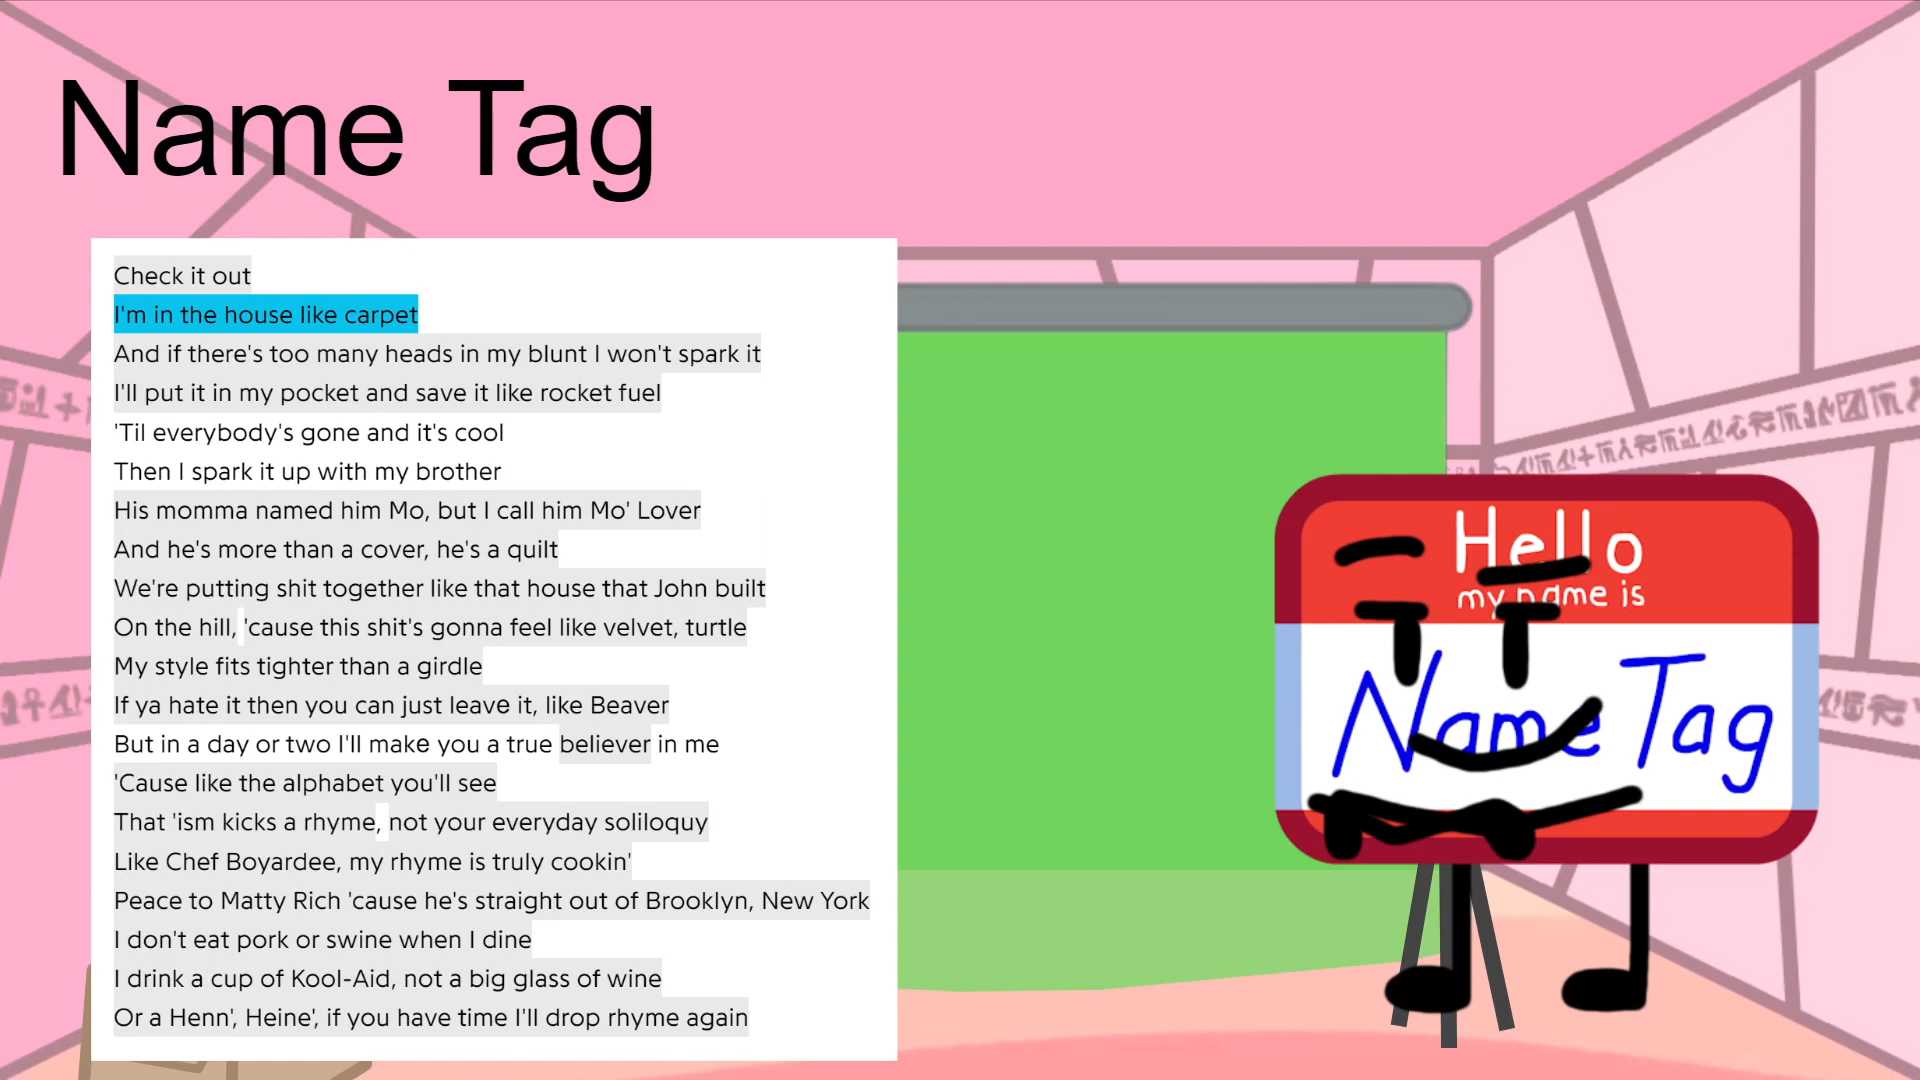 Name Tag
Check it out
I'm in the house like carpet
And if there's too many heads in my blunt I won't spark it
I'll put it in my pocket and save it like rocket fuel
'Til everybody's gone and it's cool
Then I spark it up with my brother
His momma named him Mo, but I call him Mo' Lover
And he's more than a cover, he's a quilt
We're putting shit together like that house that John built
On the hill, 'cause this shit's gonna feel like velvet, turtle
My style fits tighter than a girdle
If ya hate it then you can just leave it, like Beaver
But in a day or two I'll make you a true believer in me
'Cause like the alphabet you'll see
That 'ism kicks a rhyme, not your everyday soliloquy
Like Chef Boyardee, my rhyme is truly cookin'
Peace to Matty Rich 'cause he's straight out of Brooklyn, New York
I don't eat pork or swine when I dine
I drink a cup of Kool-Aid, not a big glass of wine
Or a Henn', Heine', if you have time I'll drop rhyme again
Hello
my name is
Name Tag